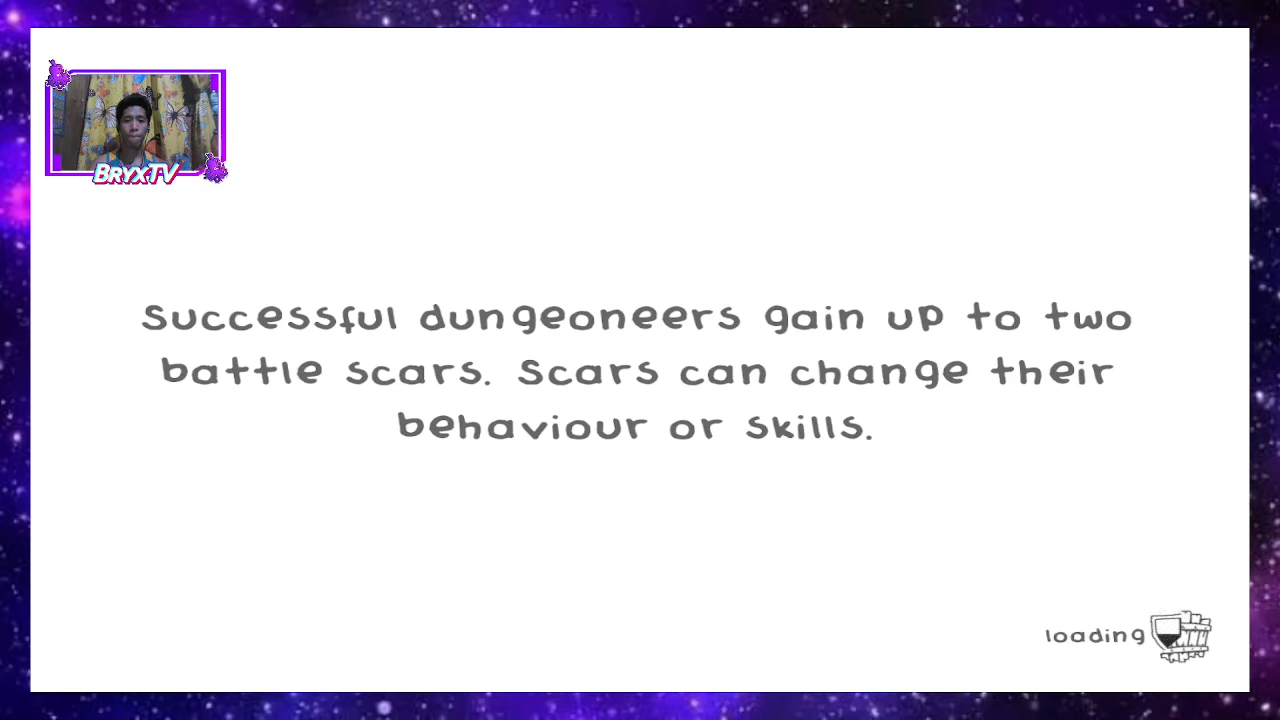 BRYXTV
Successful dungeoneers gain up to two
battle scars. Scars can change their
behaviour or skills.
loading